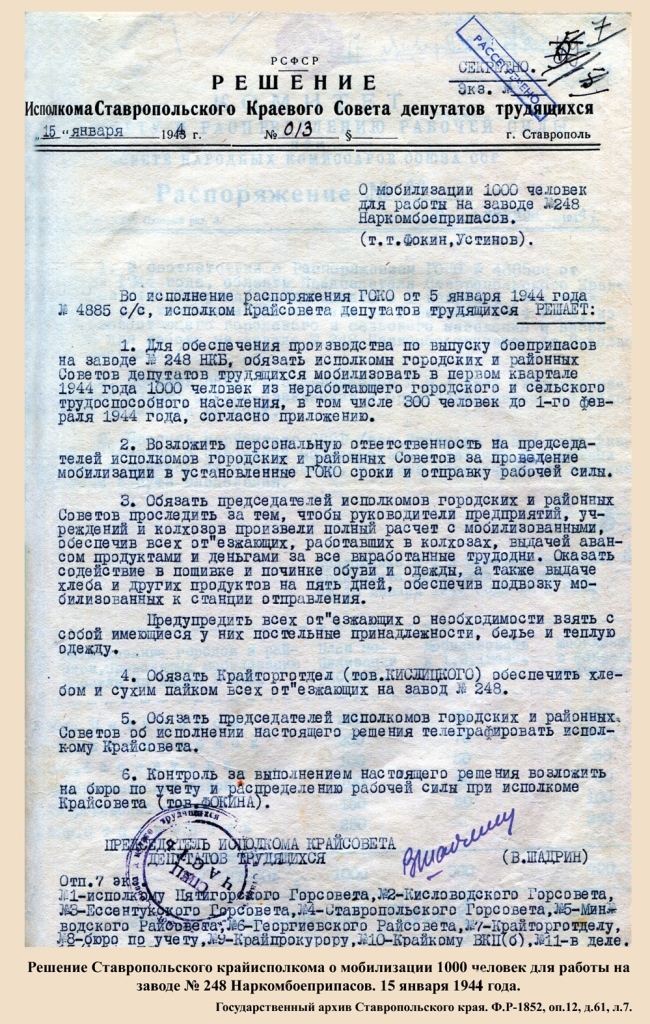 РСФСР
РЕШЕНИЕ
Исполкома Ставропольского Краевого Совета депутатов трудящихся
СЕКРЕТНО.
Экз. №
РАССЕКРЕЧЕНО
„15“ января 1944 г. № 013 § г. Ставрополь
О мобилизации 1000 человек
для работы на заводе №248
Наркомбоеприпасов.
(т.т.Фокин,Устинов).
Во исполнение распоряжения ГОКО от 5 января 1944 года
№ 4885 с/с, исполком Крайсовета депутатов трудящихся РЕШАЕТ:
1. Для обеспечения производства по выпуску боеприпасов
на заводе № 248 НКБ, обязать исполкомы городских и районных
Советов депутатов трудящихся мобилизовать в первом квартале
1944 года 1000 человек из неработающего городского и сельского
трудоспособного населения, в том числе 300 человек до 1-го фев-
раля 1944 года, согласно приложению.
2. Возложить персональную ответственность на председа-
телей исполкомов городских и районных Советов за проведение
мобилизации в установленные ГОКО сроки и отправку рабочей силы.
3. Обязать председателей исполкомов городских и районных
Советов проследить за тем, чтобы руководители предприятий, уч-
реждений и колхозов произвели полный расчет с мобилизованными,
обеспечив всех от"езжающих, работавших в колхозах, выдачей аван-
сом продуктами и деньгами за все выработанные трудодни. Оказать
содействие в пошивке и починке обуви и одежды, а также выдаче
хлеба и других продуктов на пять дней, обеспечив подвозку мо-
билизованных к станции отправления.
Предупредить всех от"езжающих о необходимости взять с
собой имеющиеся у них постельные принадлежности, белье и теплую
одежду.
4. Обязать Крайторготдел (тов.КИСЛИЦКОГО) обеспечить хле-
бом и сухим пайком всех от"езжающих на завод № 248.
5. Обязать председателей исполкомов городских и районных
Советов об исполнении настоящего решения телеграфировать испол-
кому Крайсовета.
6. Контроль за выполнением настоящего решения возложить
на бюро по учету и распределению рабочей силы при исполкоме
Крайсовета (тов.ФОКИНА).
ПРЕДСЕДАТЕЛЬ ИСПОЛКОМА КРАЙСОВЕТА
ДЕПУТАТОВ ТРУДЯЩИХСЯ (В.ШАДРИН)
СПЕЦ
ЧАСТЬ
Отп.7 экз.
№1-исполкому Пятигорского Горсовета,№2-Кисловодского Горсовета,
№3-Ессентукского Горсовета,№4-Ставропольского Горсовета,№5-Мин-
водского Райсовета,№6-Георгиевского Райсовета,№7-Крайторготделу,
№8-бюро по учету,№9-Крайпрокурору,№10-Крайкому ВКП(б),№11-в деле.
Решение Ставропольского крайисполкома о мобилизации 1000 человек для работы на
заводе № 248 Наркомбоеприпасов. 15 января 1944 года.
Государственный архив Ставропольского края. Ф.Р-1852, оп.12, д.61, л.7.